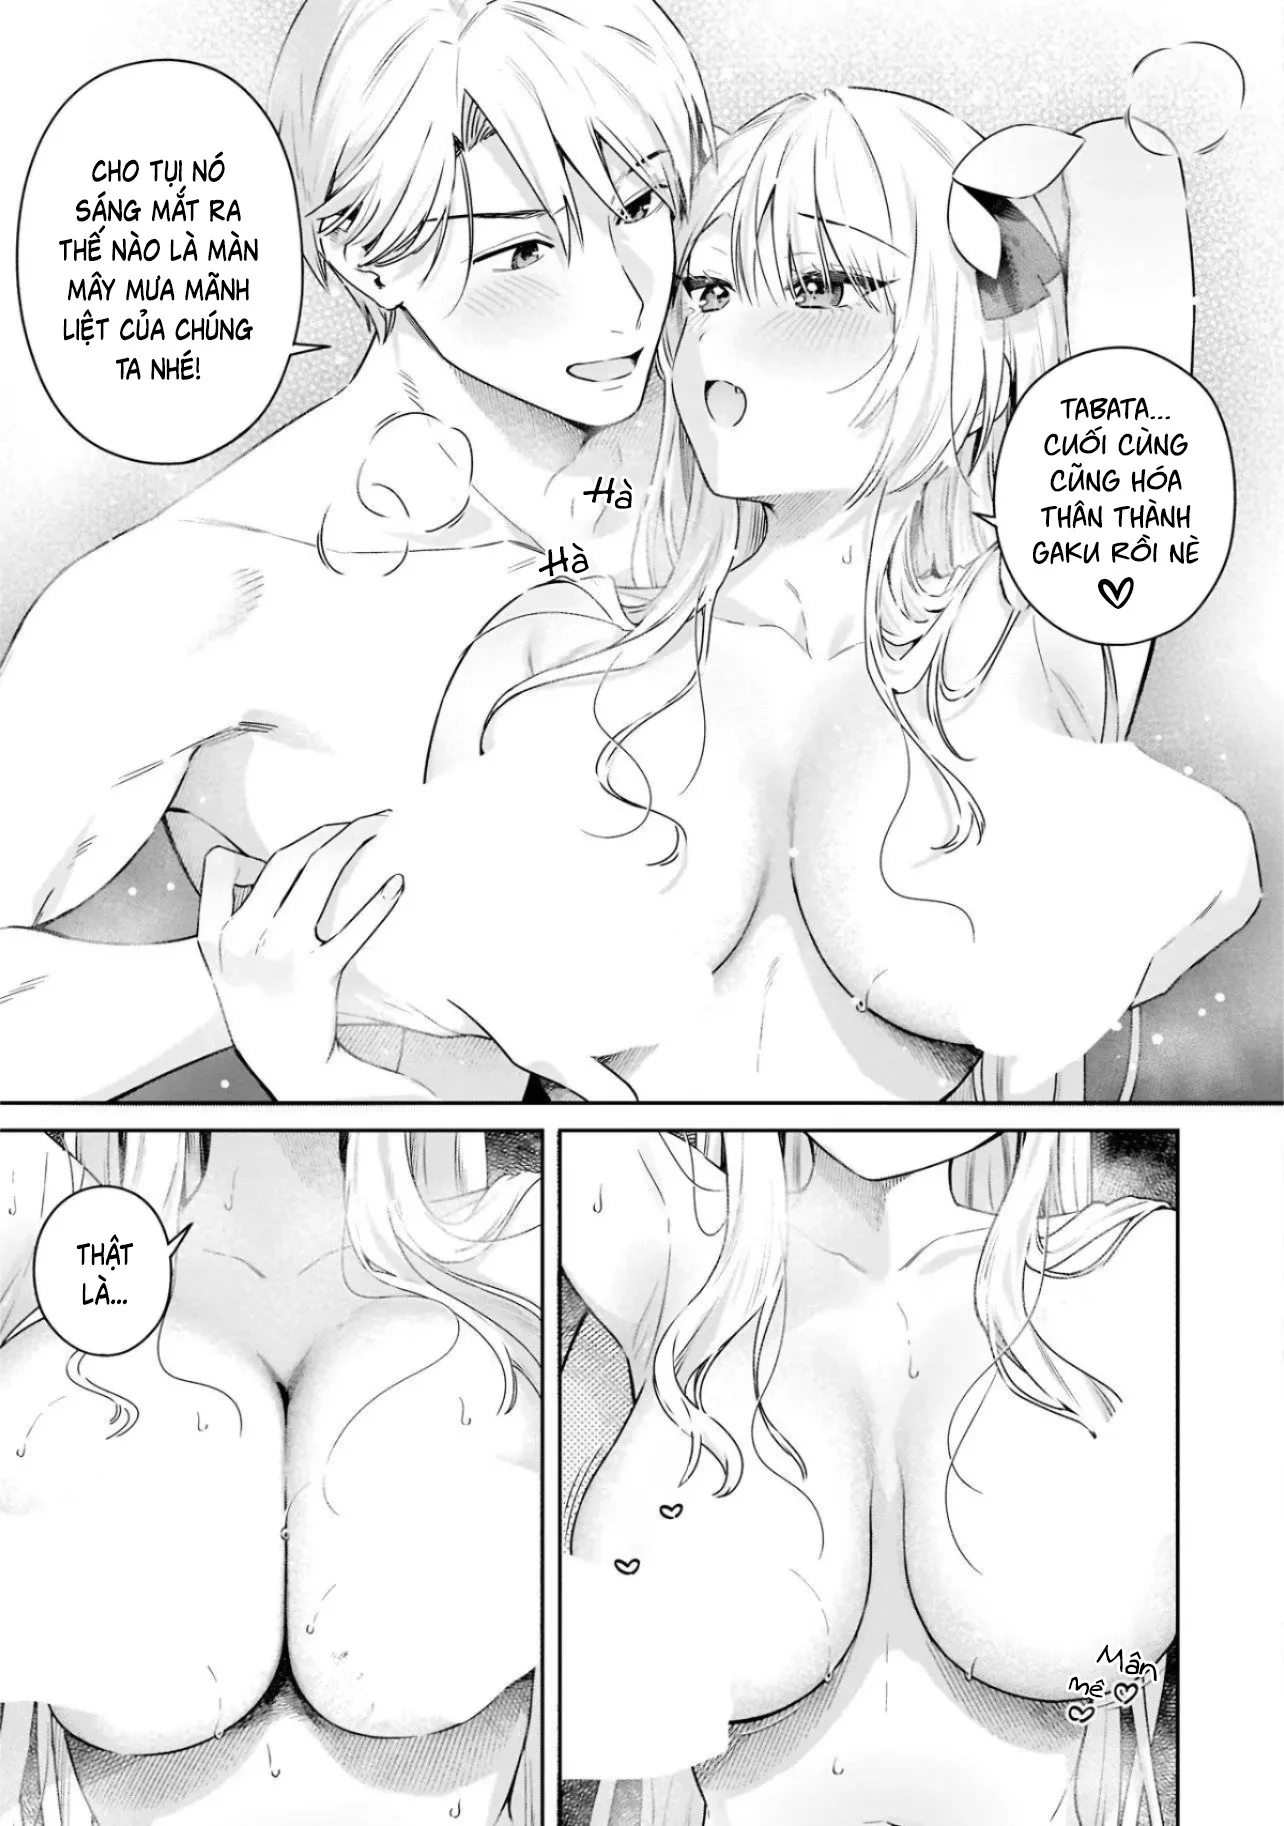 TABATA...
CUỐI CÙNG
CŨNG HÓA
THÂN THÀNH
GAKU RỒI NÈ
♡
CHO TỤI NÓ
SÁNG MẮT RA
THẾ NÀO LÀ MÀN
MÂY MƯA MÃNH
LIỆT CỦA CHÚNG
TA NHÉ!
Hà
Hà
Mân
mê
THẬT
LÀ...